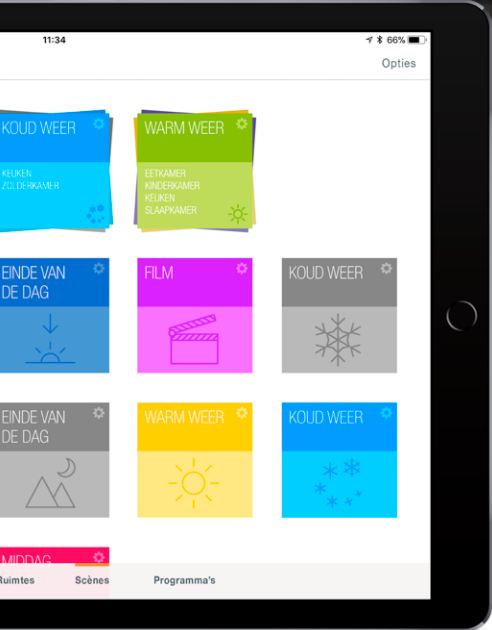 11:34
66%
Opties
KOUD WEER
KEUKEN
ZOLDERKAMER
WARM WEER
EETKAMER
KINDERKAMER
KEUKEN
SLAAPKAMER
EINDE VAN
DE DAG
FILM
KOUD WEER
EINDE VAN
DE DAG
WARM WEER
KOUD WEER
MIDDAG
Ruimtes
Scènes
Programma's